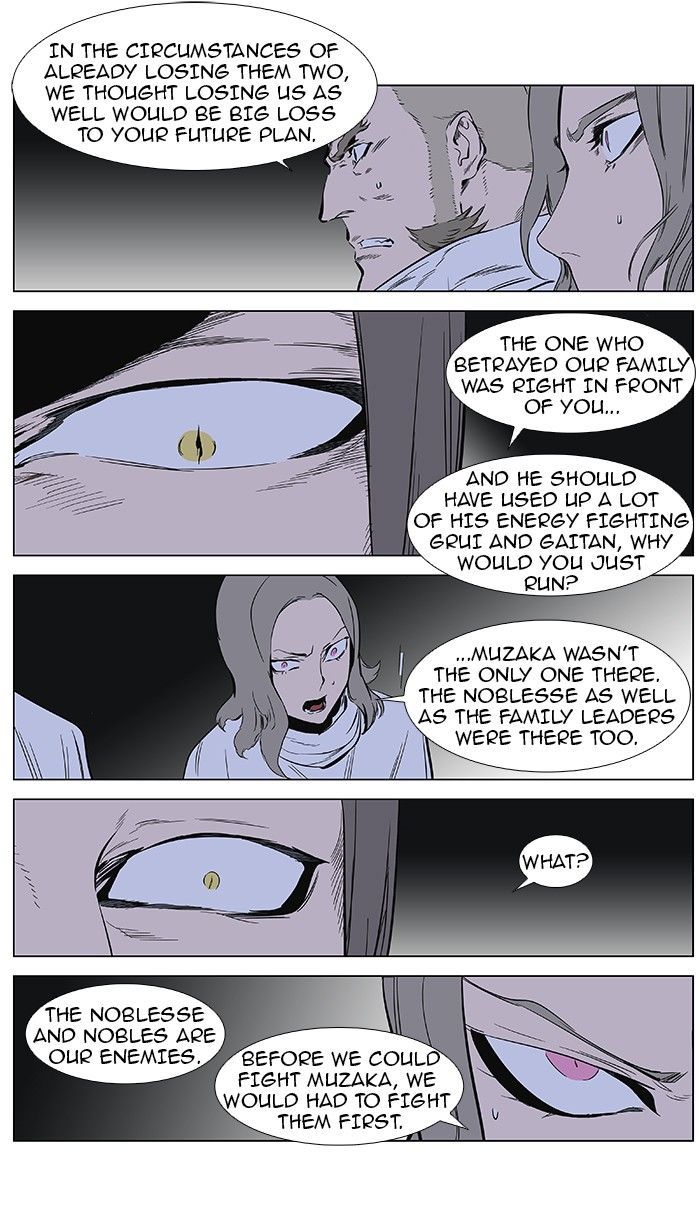 IN THE CIRCUMSTANCES OF
ALREADY LOSING THEM TWO,
WE THOUGHT LOSING US AS
WELL WOULD BE BIG LOSS
TO YOUR FUTURE PLAN.
THE ONE WHO
BETRAYED OUR FAMILY
WAS RIGHT IN FRONT
OF YOU...
AND HE SHOULD
HAVE USED UP A LOT
OF HIS ENERGY FIGHTING
GRUI AND GAITAN, WHY
WOULD YOU JUST
RUN?
...MUZAKA WASN'T
THE ONLY ONE THERE.
THE NOBLESSE AS WELL
AS THE FAMILY LEADERS
WERE THERE TOO.
WHAT?
THE NOBLESSE
AND NOBLES ARE
OUR ENEMIES.
BEFORE WE COULD
FIGHT MUZAKA, WE
WOULD HAD TO FIGHT
THEM FIRST.